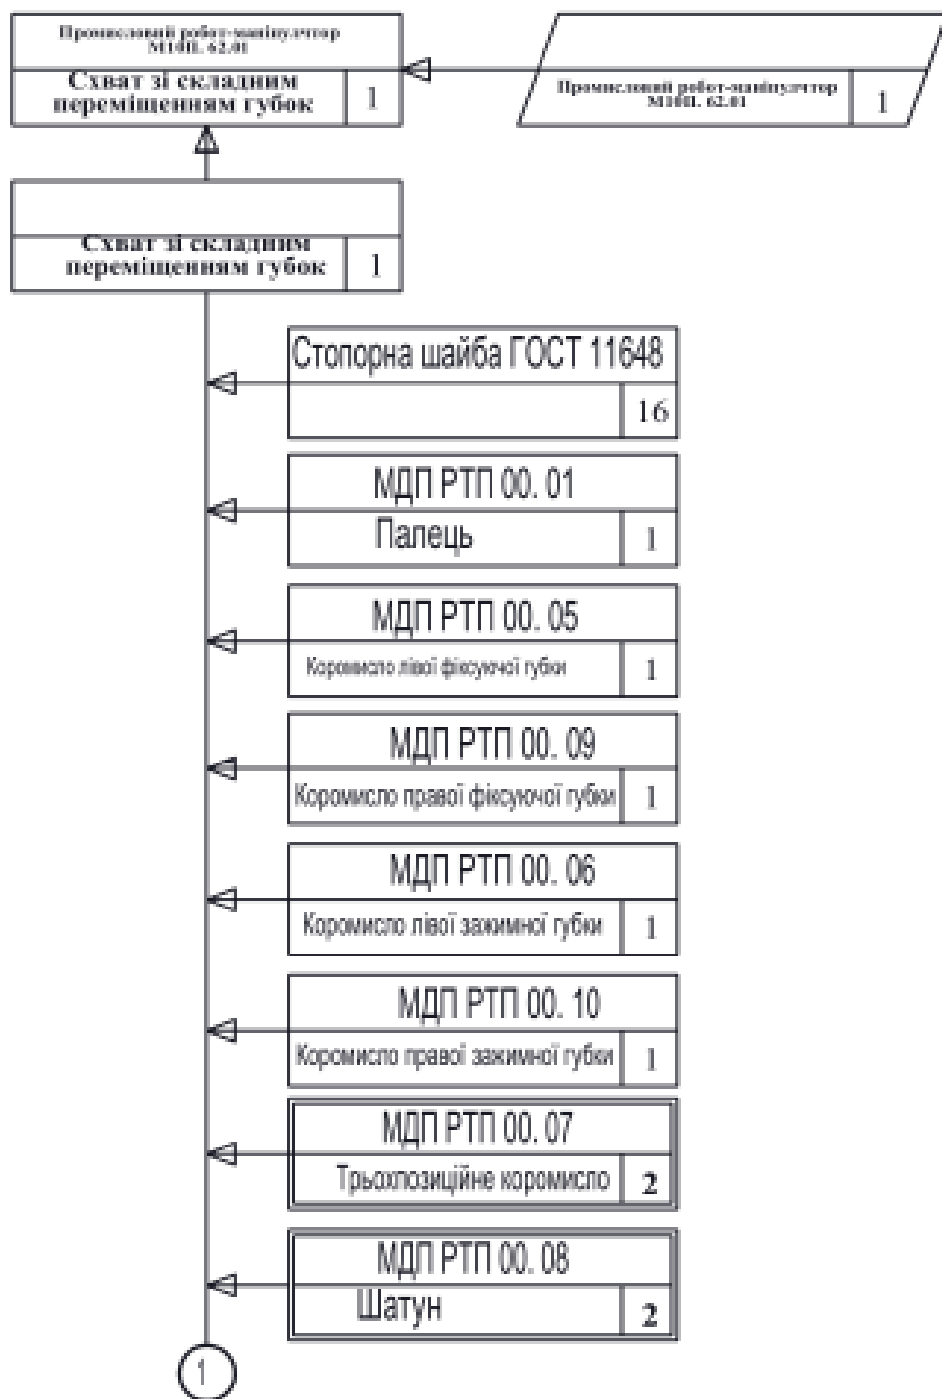 Промисловий робот-маніпулчтор
М10П. 62.01
Схват зі складним
переміщенням губок
1
Промисловий робот-маніпулчтор
М10П. 62.01
1
Схват зі складним
переміщенням губок
1
Стопорна шайба ГОСТ 11648
16
МДП РТП 00. 01
Палець
1
МДП РТП 00. 05
Коромисло лівої фіксуючої губки
1
МДП РТП 00. 09
Коромисло правої фіксуючої губки
1
МДП РТП 00. 06
Коромисло лівої зажимної губки
1
МДП РТП 00. 10
Коромисло правої зажимної губки
1
МДП РТП 00. 07
Трьохпозиційне коромисло
2
МДП РТП 00. 08
Шатун
2
1